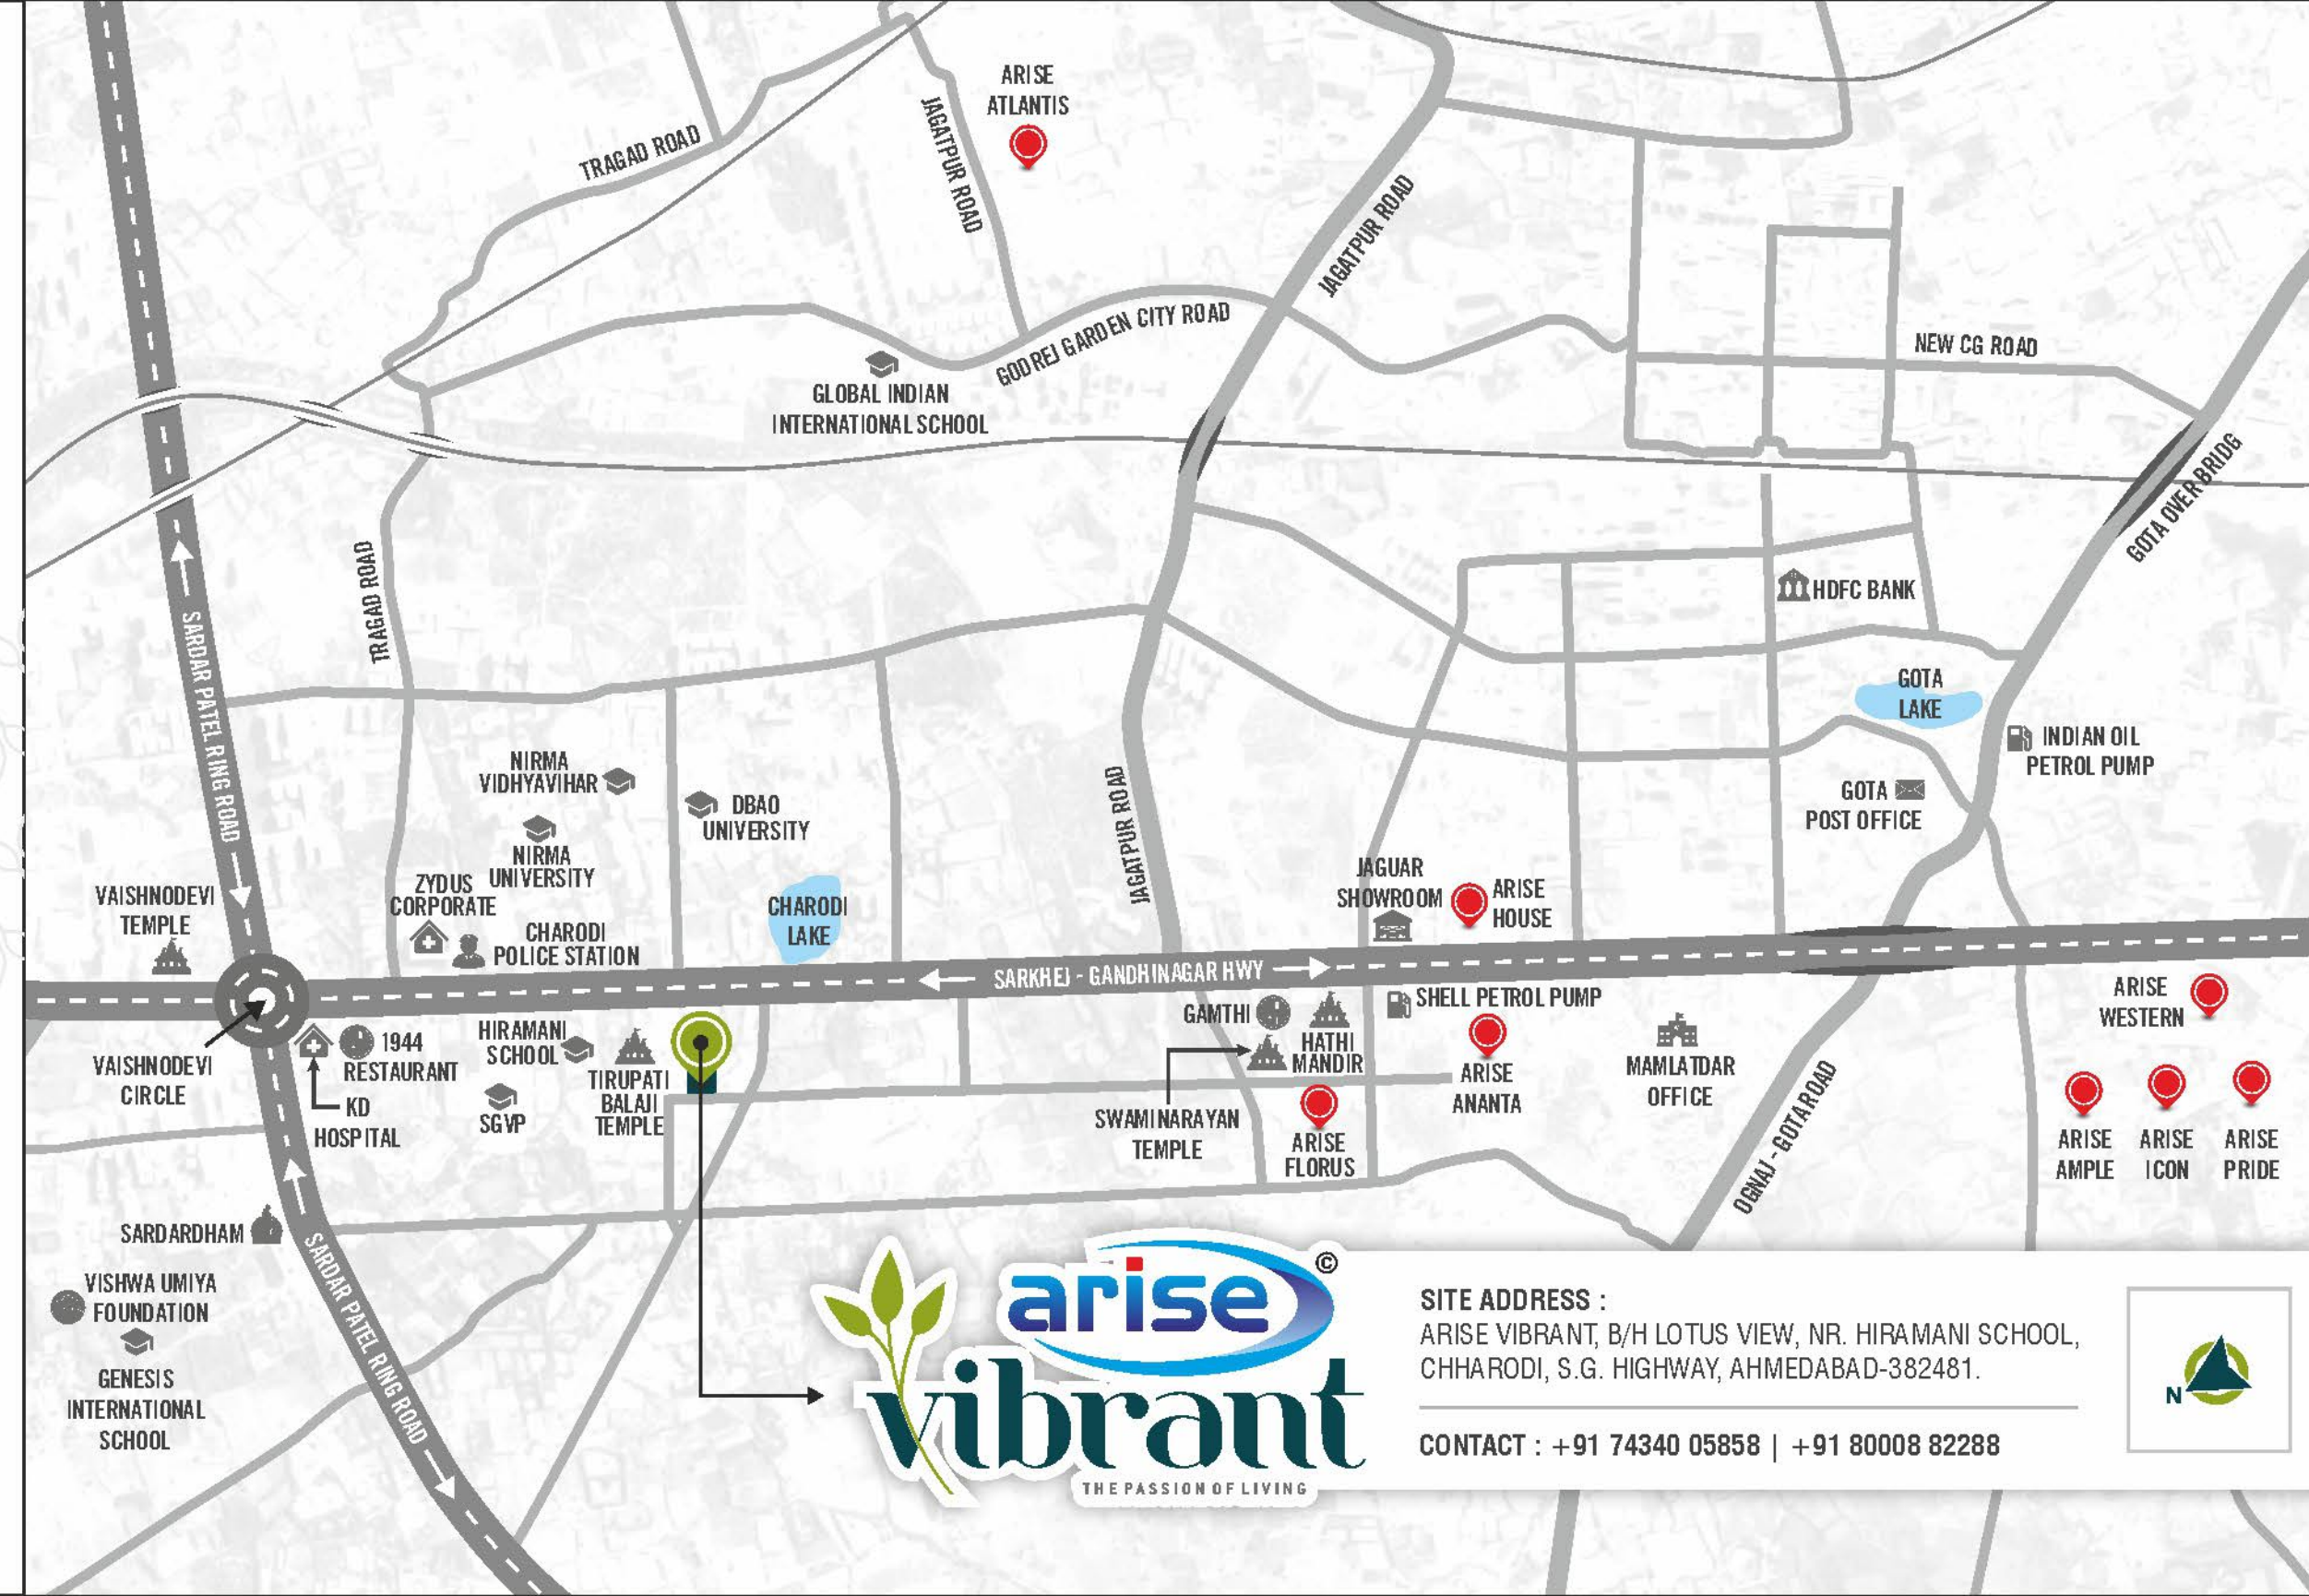 ARISE
ATLANTIS
JAGATPUR ROAD
TRAGAD ROAD
JAGATPUR ROAD
GODREJ GARDEN CITY ROAD
NEW CG ROAD
GLOBAL INDIAN
INTERNATIONAL SCHOOL
GOTA OVER BRIDG
TRAGAD ROAD
HDFC BANK
SARDAR PATEL RING ROAD
GOTA
LAKE
INDIAN OIL
PETROL PUMP
NIRMA
VIDHYAVIHAR
DBAO
UNIVERSITY
JAGATPUR ROAD
GOTA
POST OFFICE
NIRMA
UNIVERSITY
ZYDUS
CORPORATE
JAGUAR
SHOWROOM
ARISE
HOUSE
VAISHNODEVI
TEMPLE
CHARODI
LAKE
CHARODI
POLICE STATION
SARKHEJ - GANDHINAGAR HWY
ARISE
WESTERN
SHELL PETROL PUMP
GAMTHI
HATHI
MANDIR
1944
RESTAURANT
HIRAMANI
SCHOOL
VAISHNODEVI
CIRCLE
TIRUPATI
BALAJI
TEMPLE
ARISE
ANANTA
MAMLATDAR
OFFICE
KD
HOSPITAL
SGVP
SWAMINARAYAN
TEMPLE
ARISE
FLORUS
OGNAJ - GOTA ROAD
ARISE
AMPLE
ARISE
ICON
ARISE
PRIDE
SARDARDHAM
SARDAR PATEL RING ROAD
VISHWA UMIYA
FOUNDATION
GENESIS
INTERNATIONAL
SCHOOL
arise ©
vibrant
THE PASSION OF LIVING
SITE ADDRESS :
ARISE VIBRANT, B/H LOTUS VIEW, NR. HIRAMANI SCHOOL,
CHHARODI, S.G. HIGHWAY, AHMEDABAD-382481.
CONTACT : +91 74340 05858 | +91 80008 82288
N